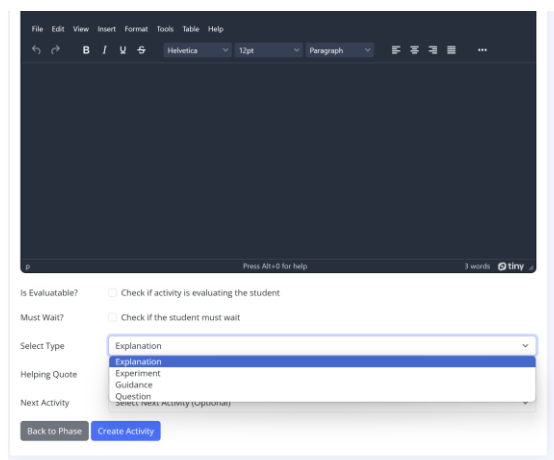 File Edit View Insert Format Tools Table Help
B I U S Helvetica 12pt Paragraph ...
p Press Alt+0 for help 3 words tiny
Is Evaluatable? Check if activity is evaluating the student
Must Wait? Check if the student must wait
Select Type Explanation
Explanation
Helping Quote Experiment
Guidance
Question
Next Activity Select Next Activity (Optional)
Back to Phase Create Activity